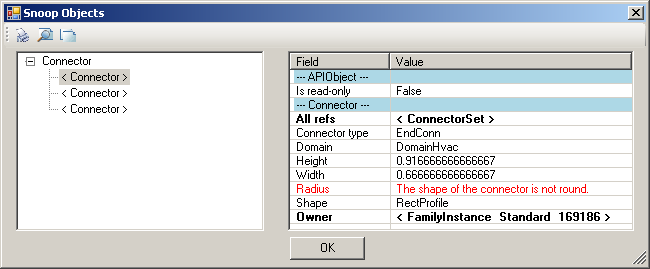 Snoop Objects
Connector
< Connector >
< Connector >
< Connector >
Field Value
--- APIObject ---
Is read-only False
--- Connector ---
All refs < ConnectorSet >
Connector type EndConn
Domain DomainHvac
Height 0.916666666666667
Width 0.666666666666667
Radius The shape of the connector is not round.
Shape RectProfile
Owner < FamilyInstance Standard 169186 >
OK